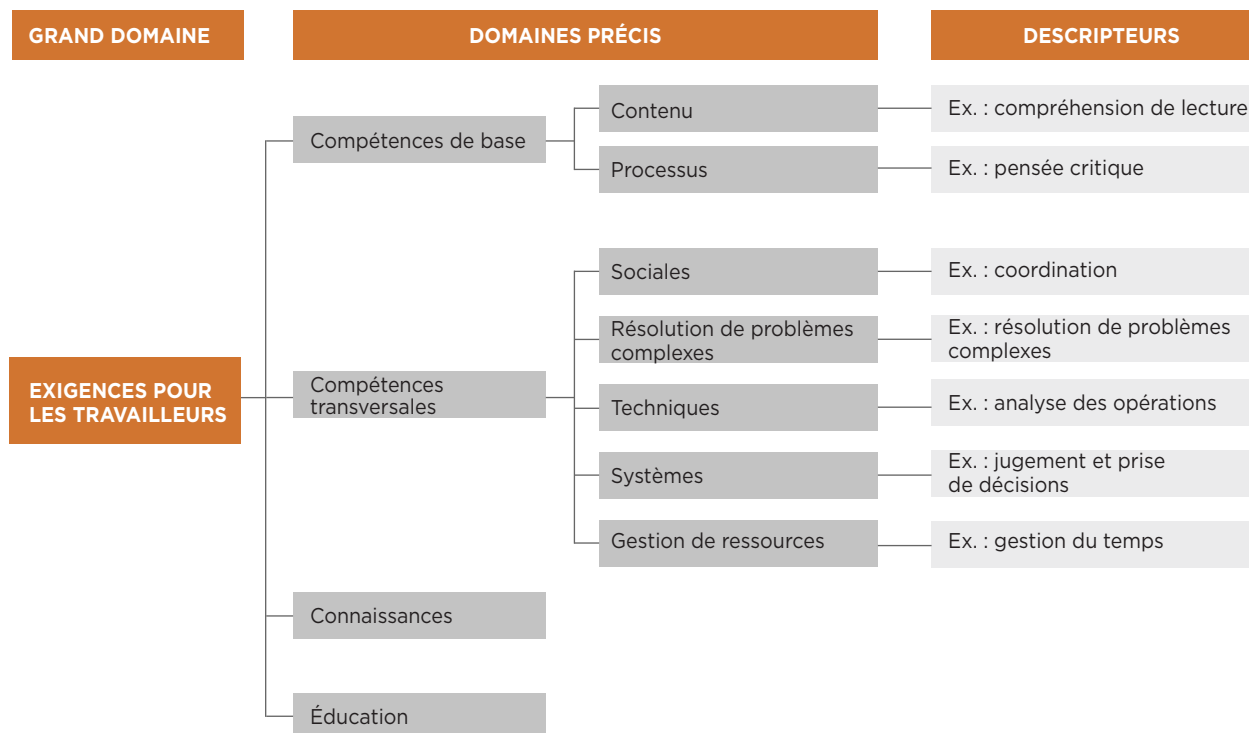 GRAND DOMAINE
DOMAINES PRÉCIS
DESCRIPTEURS
EXIGENCES POUR
LES TRAVAILLEURS
Compétences de base
Contenu
Ex. : compréhension de lecture
Processus
Ex. : pensée critique
Compétences
transversales
Sociales
Ex. : coordination
Résolution de problèmes
complexes
Ex. : résolution de problèmes
complexes
Techniques
Ex. : analyse des opérations
Systèmes
Ex. : jugement et prise
de décisions
Gestion de ressources
Ex. : gestion du temps
Connaissances
Éducation